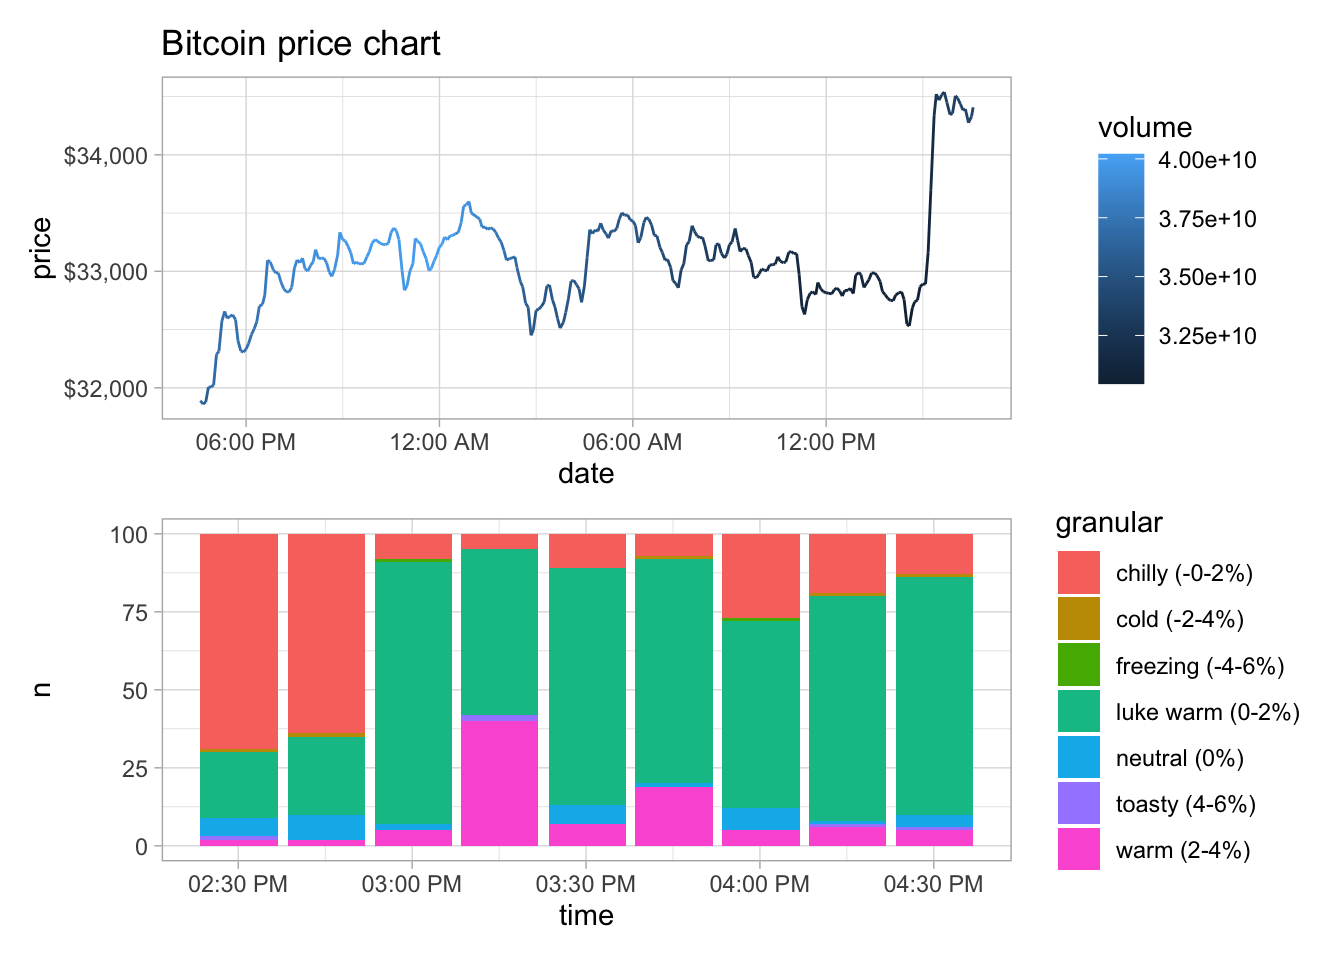 Bitcoin price chart
price
$34,000
$33,000
$32,000
06:00 PM 12:00 AM 06:00 AM 12:00 PM
date
volume
4.00e+10
3.75e+10
3.50e+10
3.25e+10
n
100
75
50
25
0
02:30 PM 03:00 PM 03:30 PM 04:00 PM 04:30 PM
time
granular
chilly (-0-2%)
cold (-2-4%)
freezing (-4-6%)
luke warm (0-2%)
neutral (0%)
toasty (4-6%)
warm (2-4%)